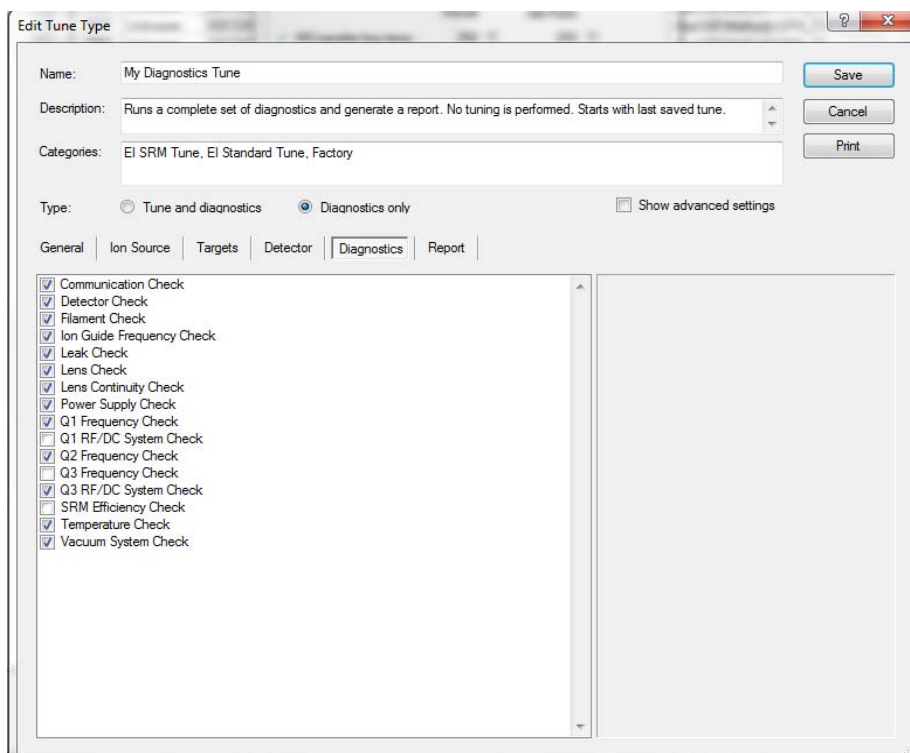 Edit Tune Type
Name: My Diagnostics Tune Save
Description: Runs a complete set of diagnostics and generate a report. No tuning is performed. Starts with last saved tune. Cancel
Categories: EI SRM Tune, EI Standard Tune, Factory Print
Type: Tune and diagnostics Diagnostics only Show advanced settings
General Ion Source Targets Detector Diagnostics Report
Communication Check
Detector Check
Filament Check
Ion Guide Frequency Check
Leak Check
Lens Check
Lens Continuity Check
Power Supply Check
Q1 Frequency Check
Q1 RF/DC System Check
Q2 Frequency Check
Q3 Frequency Check
Q3 RF/DC System Check
SRM Efficiency Check
Temperature Check
Vacuum System Check